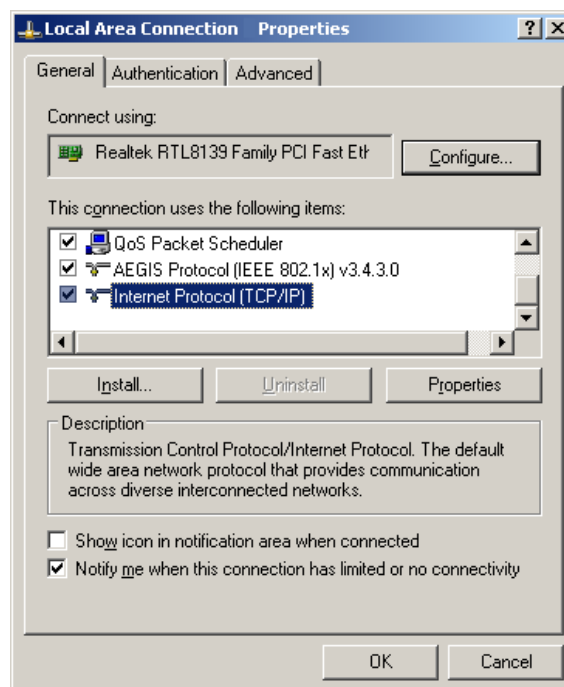 Local Area Connection Properties
General Authentication Advanced
Connect using:
Realtek RTL8139 Family PCI Fast Eth
Configure...
This connection uses the following items:
QoS Packet Scheduler
AEGIS Protocol (IEEE 802.1x) v3.4.3.0
Internet Protocol (TCP/IP)
Install... Uninstall Properties
Description
Transmission Control Protocol/Internet Protocol. The default
wide area network protocol that provides communication
across diverse interconnected networks.
Show icon in notification area when connected
Notify me when this connection has limited or no connectivity
OK Cancel